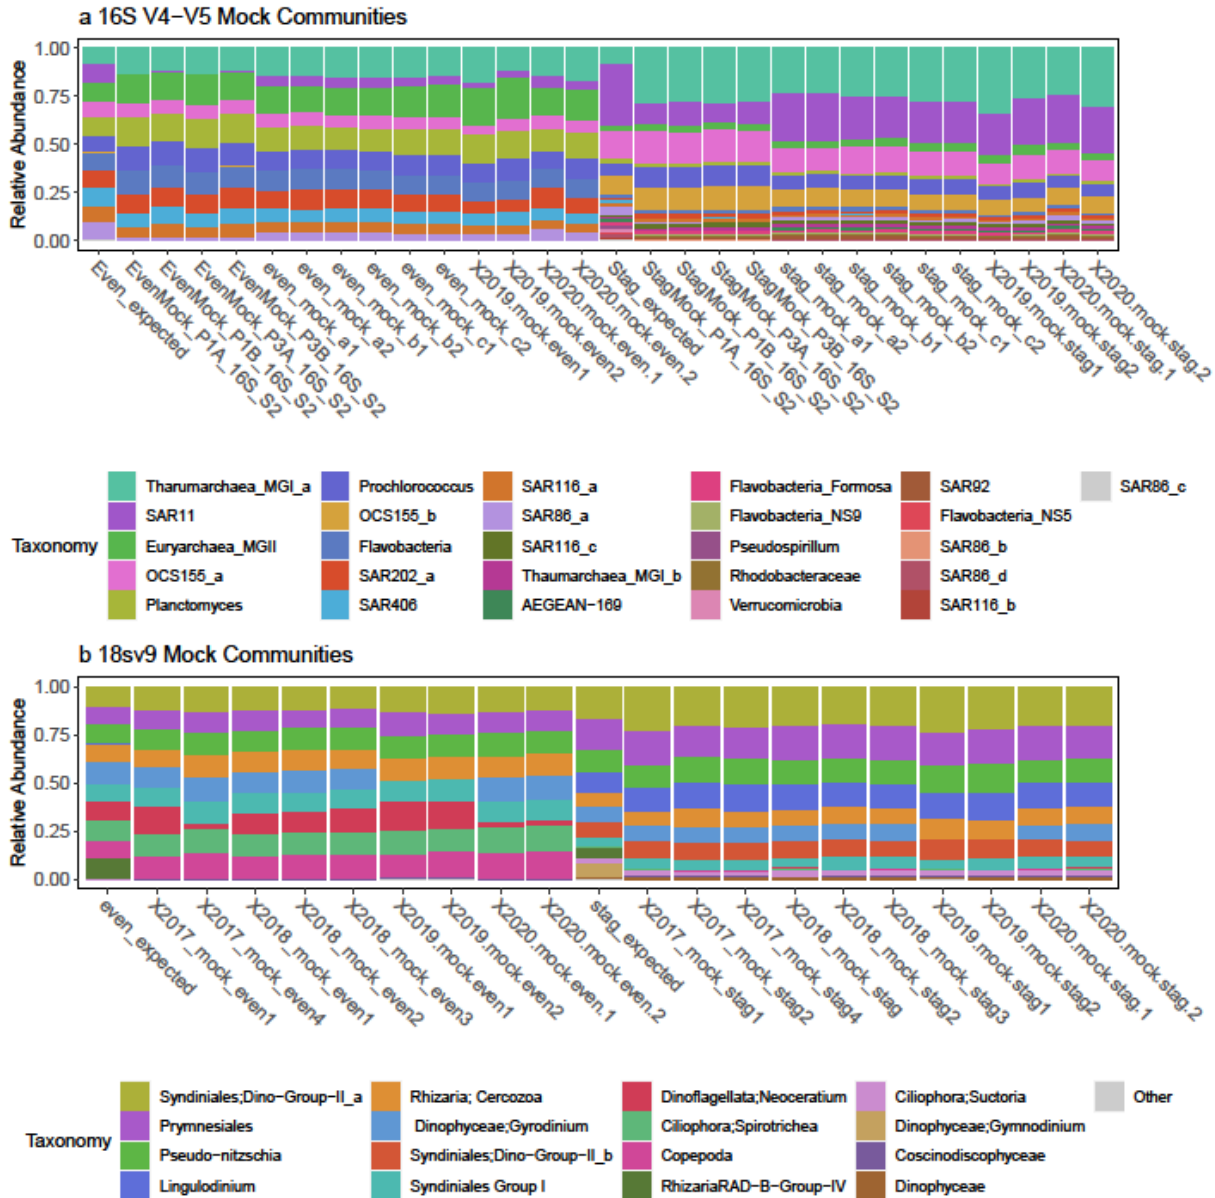 a 16S V4−V5 Mock Communities
Relative Abundance
1.00
0.75
0.50
0.25
0.00
Even_expected
EvenMock_P1A_16S_S2
EvenMock_P1B_16S_S2
EvenMock_P3A_16S_S2
EvenMock_P3B_16S_S2
even_mock_a1
even_mock_a2
even_mock_b1
even_mock_b2
even_mock_c1
even_mock_c2
X2019.mock.even1
X2019.mock.even2
X2020.mock.even.1
X2020.mock.even.2
Stag_expected
StagMock_P1A_16S_S2
StagMock_P1B_16S_S2
StagMock_P3A_16S_S2
StagMock_P3B_16S_S2
stag_mock_a1
stag_mock_a2
stag_mock_b1
stag_mock_b2
stag_mock_c1
stag_mock_c2
X2019.mock.stag1
X2019.mock.stag2
X2020.mock.stag.1
X2020.mock.stag.2
Taxonomy
Tharumarchaea_MGI_a
SAR11
Euryarchaea_MGII
OCS155_a
Planctomyces
Prochlorococcus
OCS155_b
Flavobacteria
SAR202_a
SAR406
SAR116_a
SAR86_a
SAR116_c
Thaumarchaea_MGI_b
AEGEAN−169
Flavobacteria_Formosa
Flavobacteria_NS9
Pseudospirillum
Rhodobacteraceae
Verrucomicrobia
SAR92
Flavobacteria_NS5
SAR86_b
SAR86_d
SAR116_b
SAR86_c
b 18sv9 Mock Communities
Relative Abundance
1.00
0.75
0.50
0.25
0.00
even_expected
X2017_mock_even1
X2017_mock_even4
X2018_mock_even1
X2018_mock_even2
X2018_mock_even3
X2019.mock.even1
X2019.mock.even2
X2020.mock.even.1
X2020.mock.even.2
stag_expected
X2017_mock_stag1
X2017_mock_stag2
X2017_mock_stag4
X2018_mock_stag
X2018_mock_stag2
X2018_mock_stag3
X2019.mock.stag1
X2019.mock.stag2
X2020.mock.stag.1
X2020.mock.stag.2
Taxonomy
Syndiniales;Dino−Group−II_a
Prymnesiales
Pseudo−nitzschia
Lingulodinium
Rhizaria; Cercozoa
Dinophyceae;Gyrodinium
Syndiniales;Dino−Group−II_b
Syndiniales Group I
Dinoflagellata;Neoceratium
Ciliophora;Spirotrichea
Copepoda
RhizariaRAD−B−Group−IV
Ciliophora;Suctoria
Dinophyceae;Gymnodinium
Coscinodiscophyceae
Dinophyceae
Other